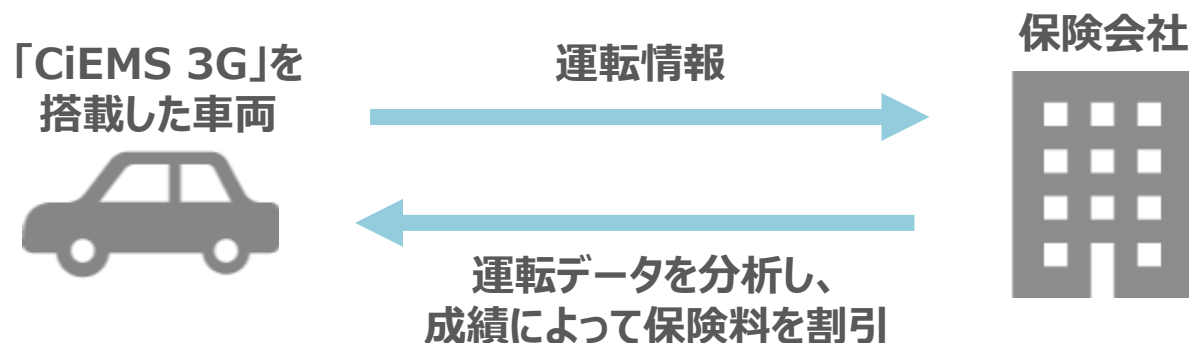 「CiEMS 3G」を
搭載した車両
運転情報
保険会社
運転データを分析し、
成績によって保険料を割引